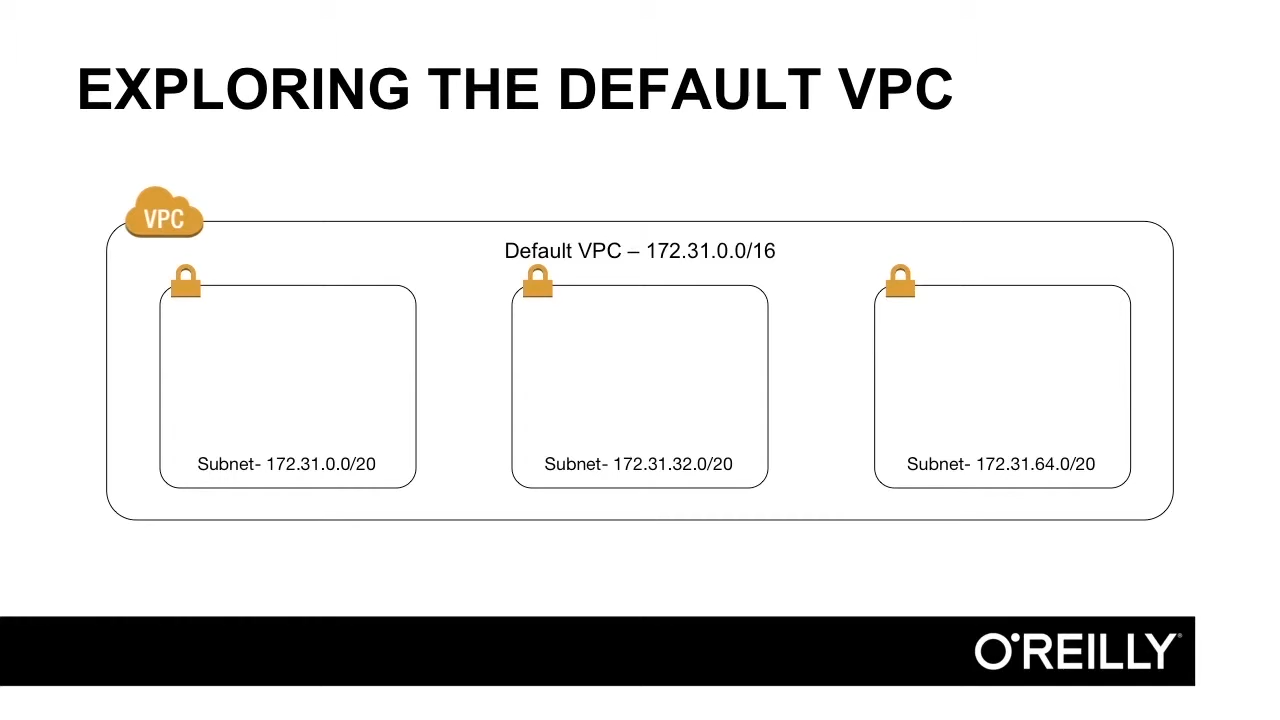 EXPLORING THE DEFAULT VPC
VPC
Default VPC – 172.31.0.0/16
Subnet- 172.31.0.0/20
Subnet- 172.31.32.0/20
Subnet- 172.31.64.0/20
O'REILLY®